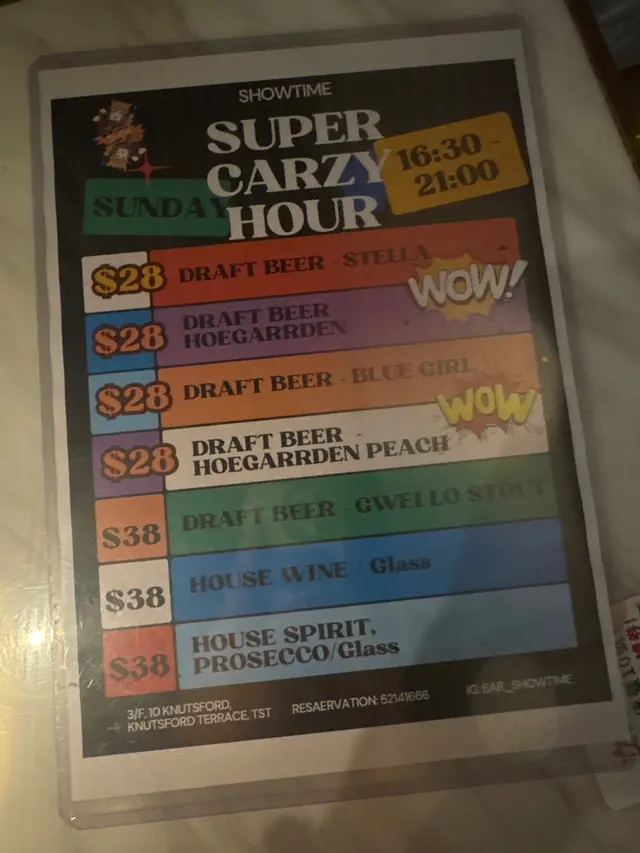 SHOWTIME
SUPER
CARZY
HOUR
16:30 -
21:00
SUNDAY
$28 DRAFT BEER - STELLA
WOW!
$28 DRAFT BEER
HOEGARRDEN
$28 DRAFT BEER - BLUE GIRL
WOW
$28 DRAFT BEER -
HOEGARRDEN PEACH
$38 DRAFT BEER - GWEI LO STOUT
$38 HOUSE WINE / Glass
$38 HOUSE SPIRIT,
PROSECCO/Glass
3/F, 10 KNUTSFORD,
KNUTSFORD TERRACE, TST
RESAERVATION: 52141666
IG: BAR_SHOWTIME